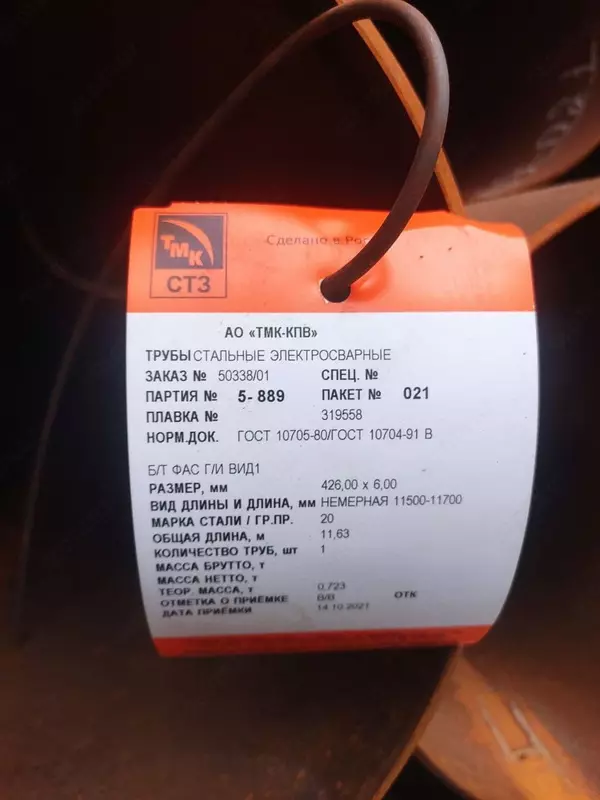 ТМК
СТЗ
Сделано в Рос
АО «ТМК-КПВ»
ТРУБЫ СТАЛЬНЫЕ ЭЛЕКТРОСВАРНЫЕ
ЗАКАЗ № 50338/01 СПЕЦ. №
ПАРТИЯ № 5- 889 ПАКЕТ № 021
ПЛАВКА № 319558
НОРМ.ДОК. ГОСТ 10705-80/ГОСТ 10704-91 В
Б/Т ФАС Г/И ВИД1
РАЗМЕР, мм 426,00 x 6,00
ВИД ДЛИНЫ И ДЛИНА, мм НЕМЕРНАЯ 11500-11700
МАРКА СТАЛИ / ГР.ПР. 20
ОБЩАЯ ДЛИНА, м 11,63
КОЛИЧЕСТВО ТРУБ, шт 1
МАССА БРУТТО, т
МАССА НЕТТО, т
ТЕОР. МАССА, т 0,723
ОТМЕТКА О ПРИЁМКЕ В/В ОТК
ДАТА ПРИЁМКИ 14.10.2021